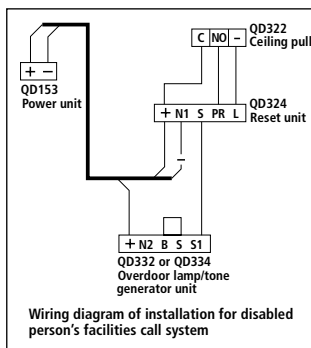 C NO –
QD322
Ceiling pull
+ –
QD153
Power unit
+ N1 S PR L
QD324
Reset unit
–
+ N2 B S S1
QD332 or QD334
Overdoor lamp/tone
generator unit
Wiring diagram of installation for disabled
person's facilities call system